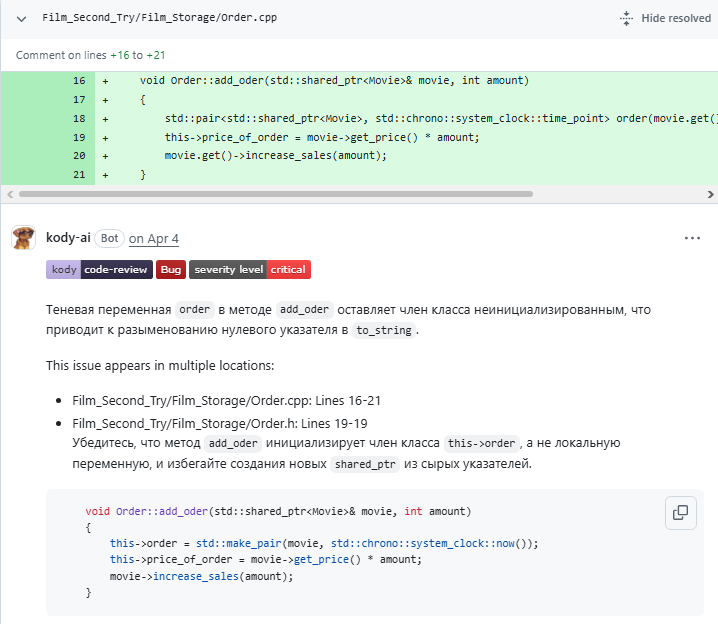 Film_Second_Try/Film_Storage/Order.cpp
Hide resolved
Comment on lines +16 to +21
16 + void Order::add_oder(std::shared_ptr<Movie>& movie, int amount)
17 + {
18 + std::pair<std::shared_ptr<Movie>, std::chrono::system_clock::time_point> order(movie.get()
19 + this->price_of_order = movie->get_price() * amount;
20 + movie.get()->increase_sales(amount);
21 + }
kody-ai Bot on Apr 4
kody code-review Bug severity level critical
Теневая переменная order в методе add_oder оставляет член класса неинициализированным, что
приводит к разыменованию нулевого указателя в to_string.
This issue appears in multiple locations:
• Film_Second_Try/Film_Storage/Order.cpp: Lines 16-21
• Film_Second_Try/Film_Storage/Order.h: Lines 19-19
Убедитесь, что метод add_oder инициализирует член класса this->order, а не локальную
переменную, и избегайте создания новых shared_ptr из сырых указателей.
void Order::add_oder(std::shared_ptr<Movie>& movie, int amount)
{
this->order = std::make_pair(movie, std::chrono::system_clock::now());
this->price_of_order = movie->get_price() * amount;
movie->increase_sales(amount);
}